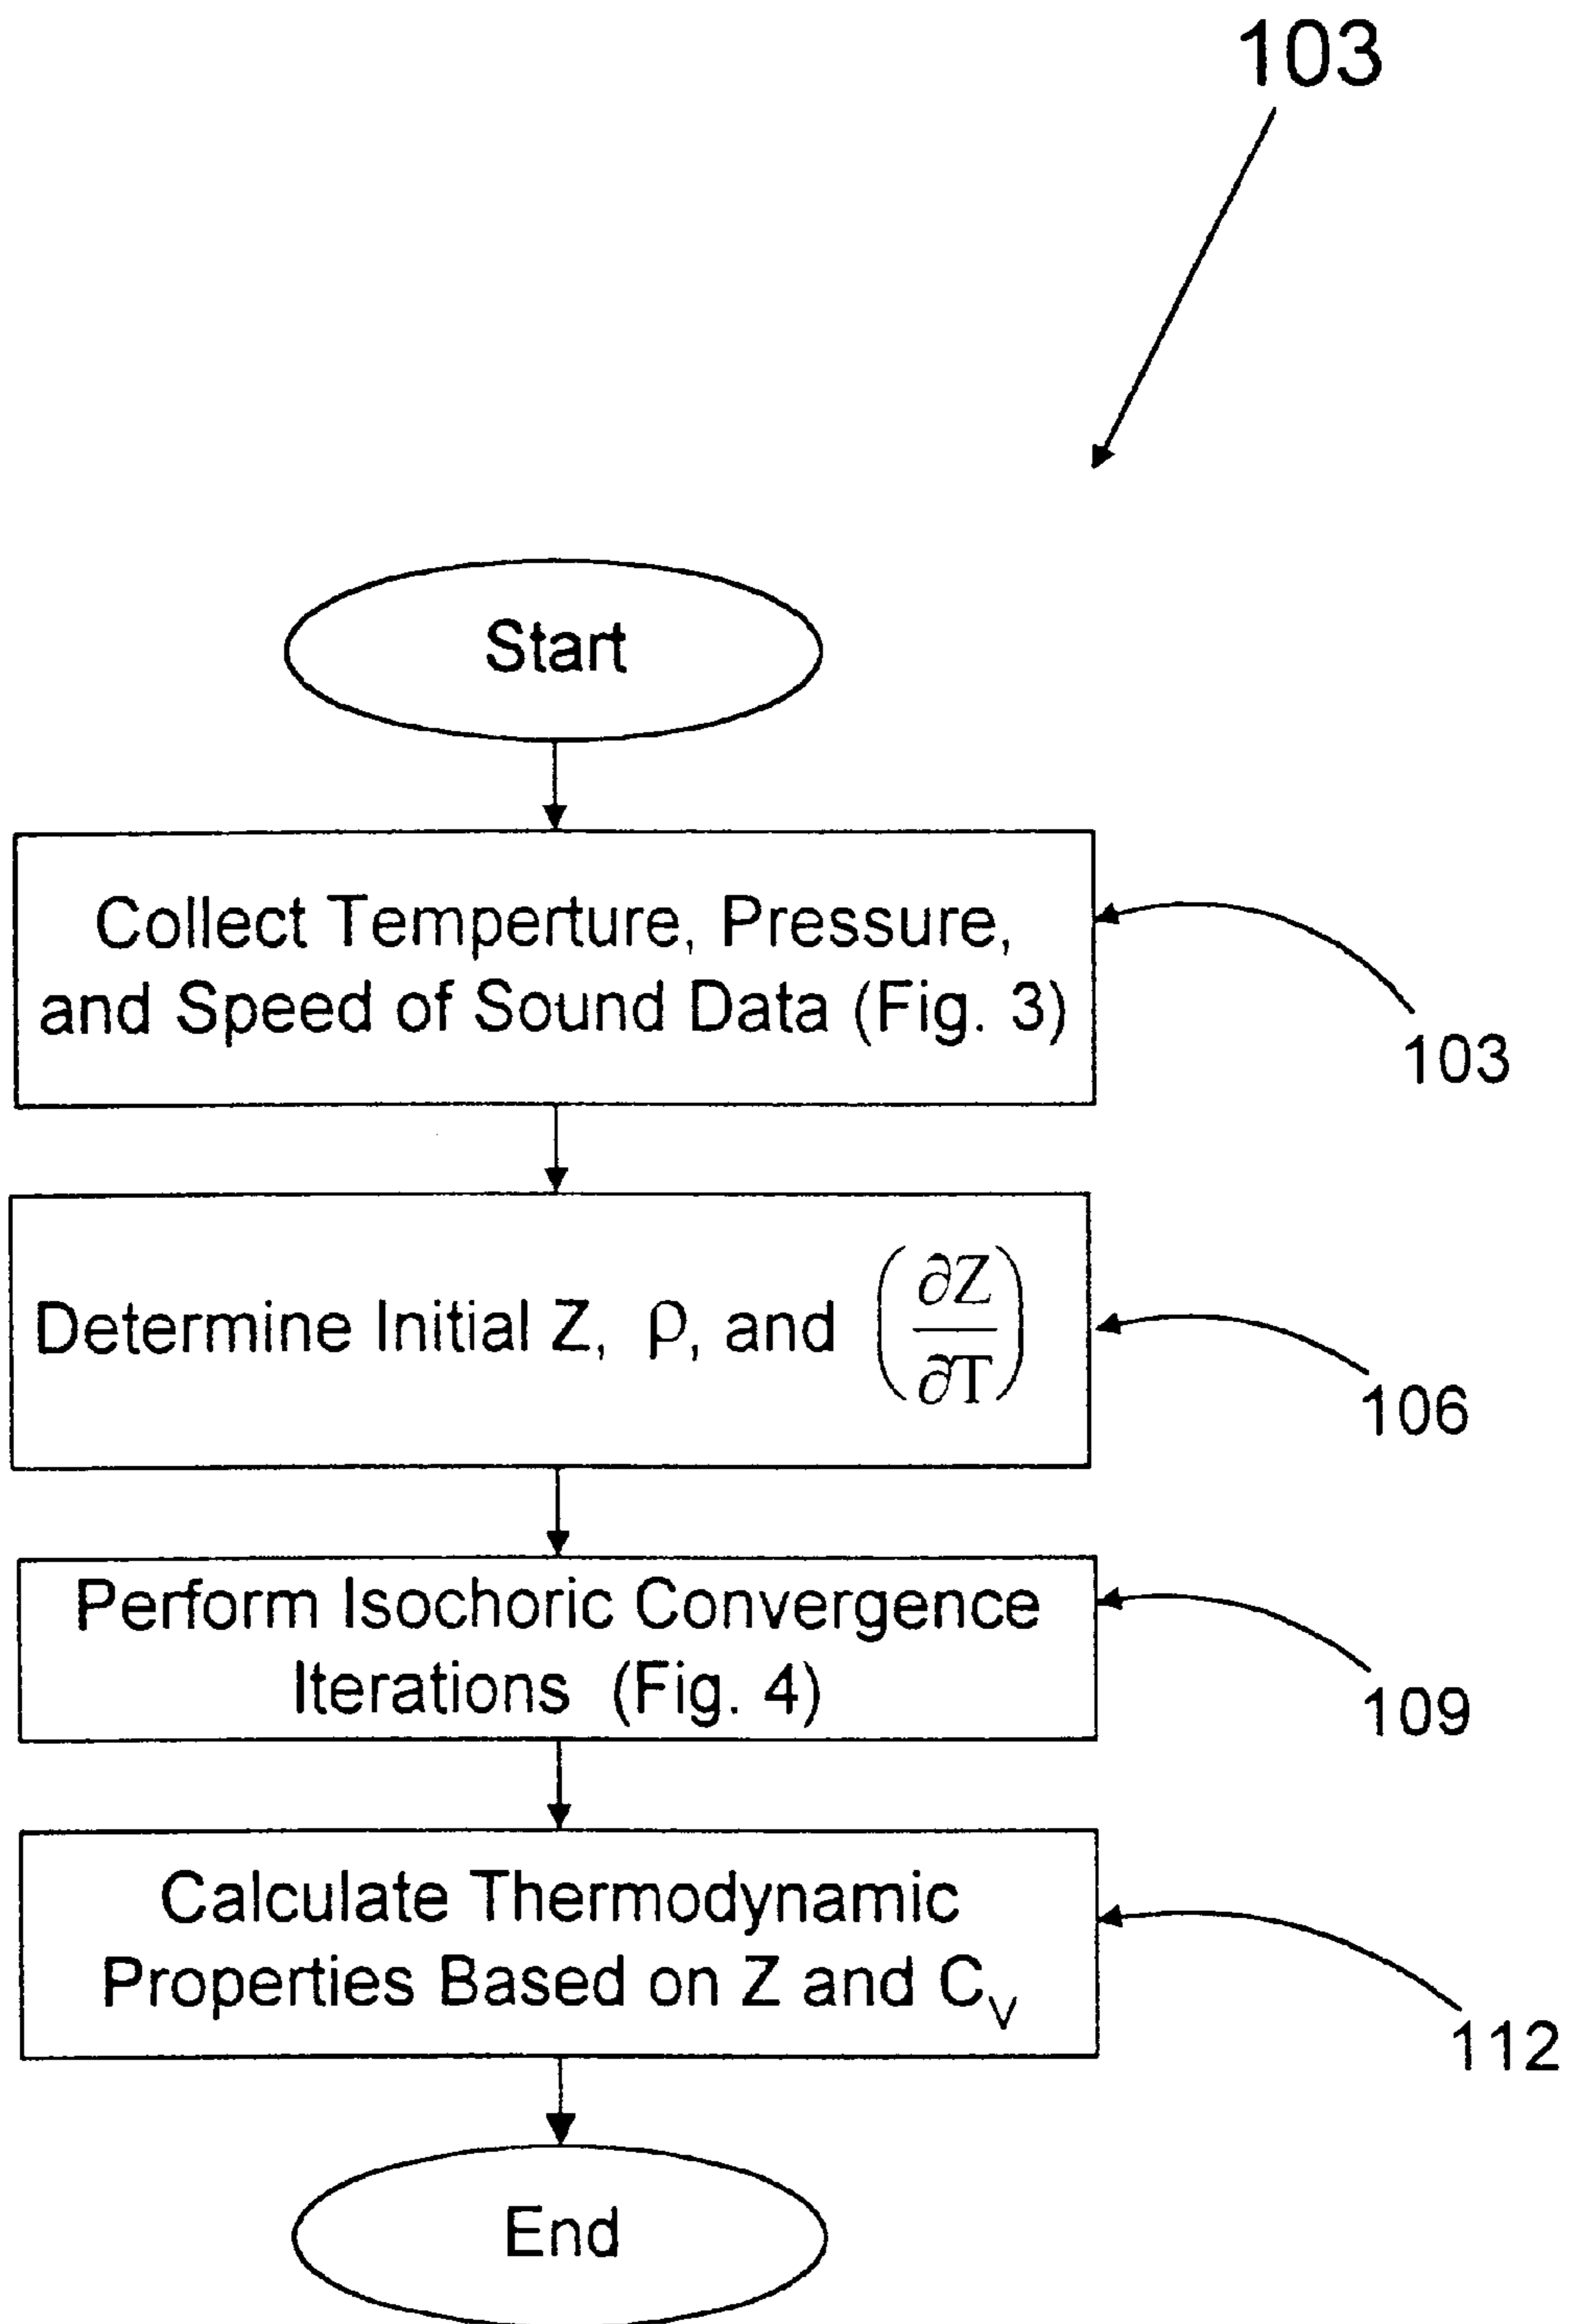 103
Start
Collect Temperture, Pressure,
and Speed of Sound Data (Fig. 3)
103
Determine Initial Z, ρ, and (∂Z/∂T)
106
Perform Isochoric Convergence
Iterations (Fig. 4)
109
Calculate Thermodynamic
Properties Based on Z and C_V
112
End